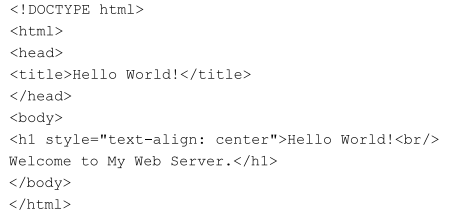 <!DOCTYPE html>
<html>
<head>
<title>Hello World!</title>
</head>
<body>
<h1 style="text-align: center">Hello World!<br/>
Welcome to My Web Server.</h1>
</body>
</html>